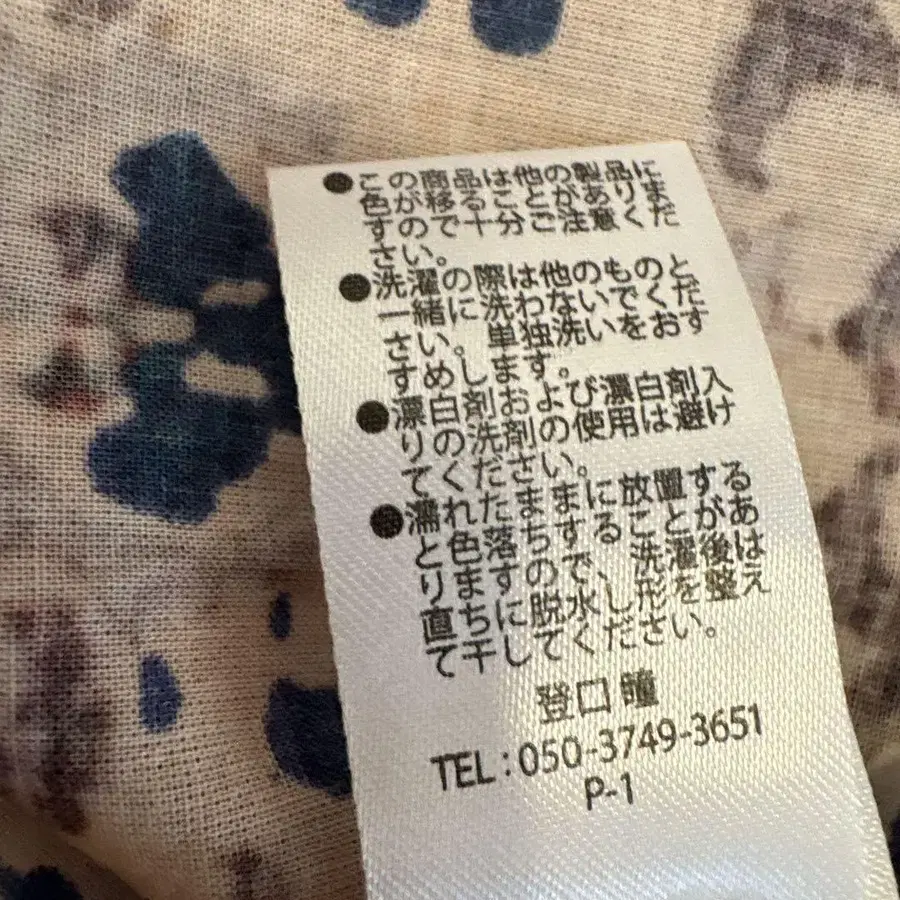 ●この商品は他の製品に
色が移ることがありま
すので十分ご注意くだ
さい。
●洗濯の際は他のものと
一緒に洗わないでくだ
さい。単独洗いをおす
すめします。
●漂白剤および漂白剤入
りの洗剤の使用は避け
てください。
●濡れたままに放置する
と色落ちすることがあ
りますので、洗濯後は
直ちに脱水し形を整え
て干してください。
登口 瞳
TEL:050-3749-3651
P-1